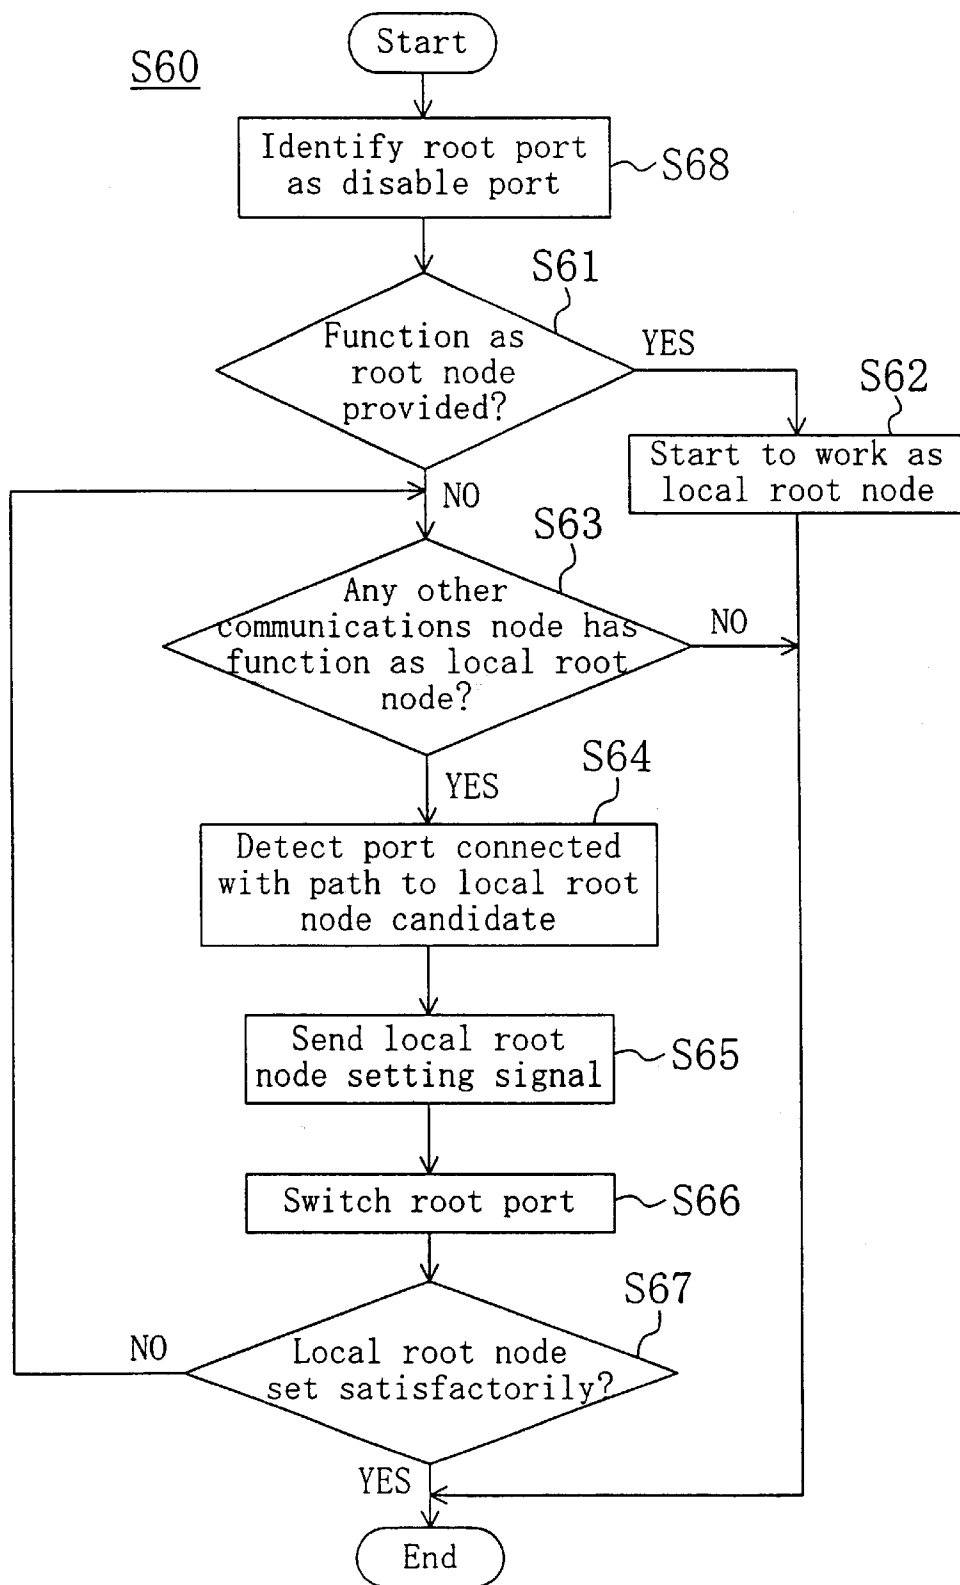 Start
S60
Identify root port
as disable port
S68
S61
Function as
root node
provided?
YES
S62
Start to work as
local root node
NO
S63
Any other
communications node has
function as local root
node?
NO
YES
S64
Detect port connected
with path to local root
node candidate
Send local root
node setting signal
S65
Switch root port
S66
S67
NO
Local root node
set satisfactorily?
YES
End